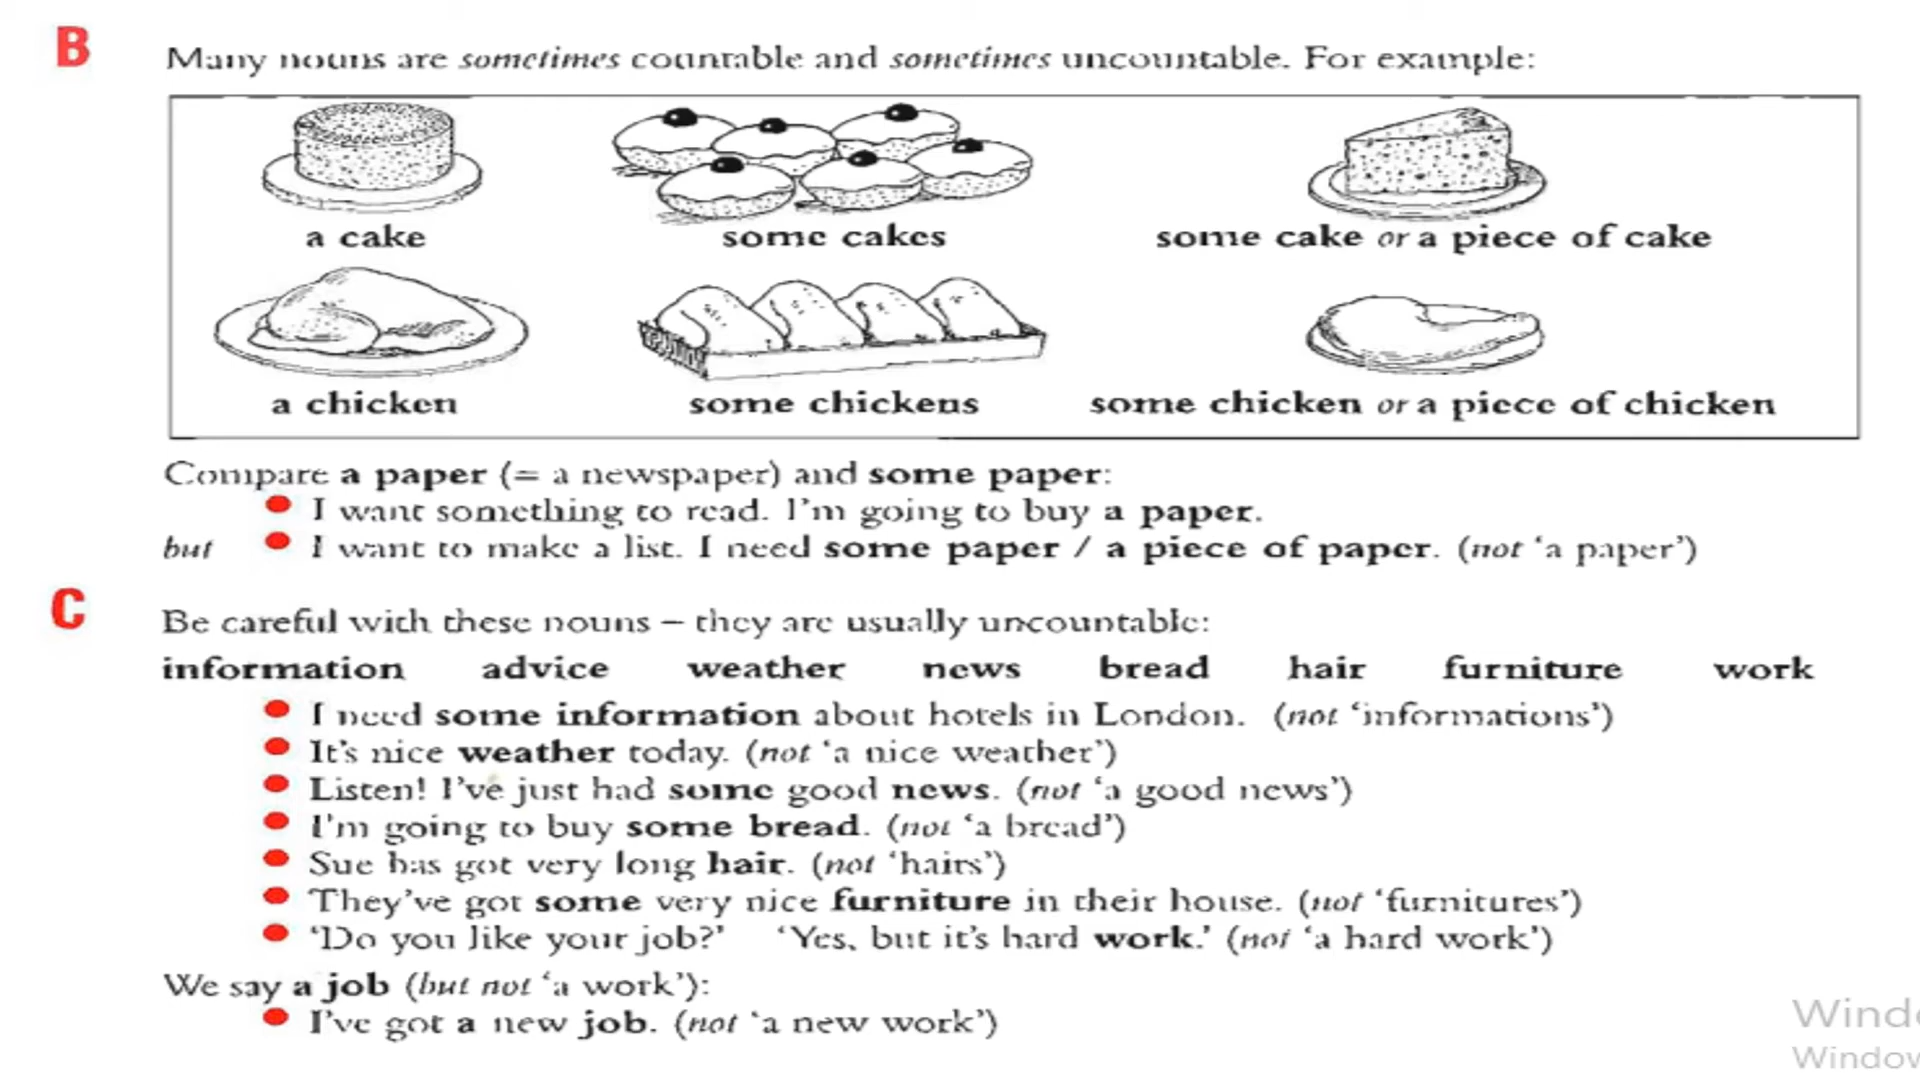 B
Many nouns are sometimes countable and sometimes uncountable. For example:
a cake
some cakes
some cake or a piece of cake
a chicken
some chickens
some chicken or a piece of chicken
Compare a paper (= a newspaper) and some paper:
● I want something to read. I'm going to buy a paper.
but ● I want to make a list. I need some paper / a piece of paper. (not 'a paper')
C
Be careful with these nouns – they are usually uncountable:
information advice weather news bread hair furniture work
● I need some information about hotels in London. (not 'informations')
● It's nice weather today. (not 'a nice weather')
● Listen! I've just had some good news. (not 'a good news')
● I'm going to buy some bread. (not 'a bread')
● Sue has got very long hair. (not 'hairs')
● They've got some very nice furniture in their house. (not 'furnitures')
● 'Do you like your job?' 'Yes, but it's hard work.' (not 'a hard work')
We say a job (but not 'a work'):
● I've got a new job. (not 'a new work')